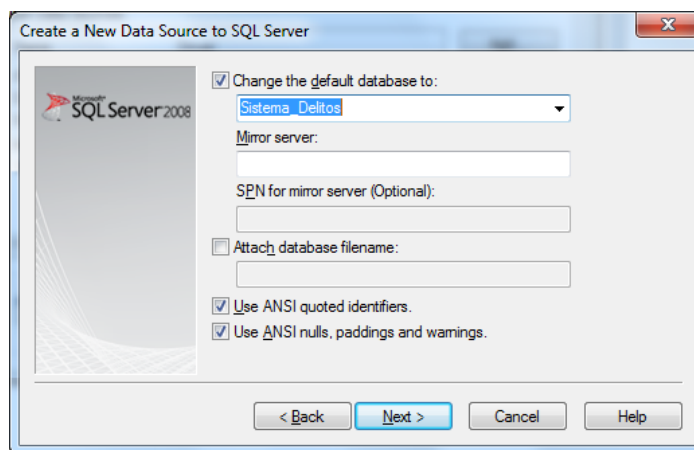 Create a New Data Source to SQL Server
Microsoft
SQL Server 2008
Change the default database to:
Sistema_Delitos
Mirror server:
SPN for mirror server (Optional):
Attach database filename:
Use ANSI quoted identifiers.
Use ANSI nulls, paddings and warnings.
< Back Next > Cancel Help